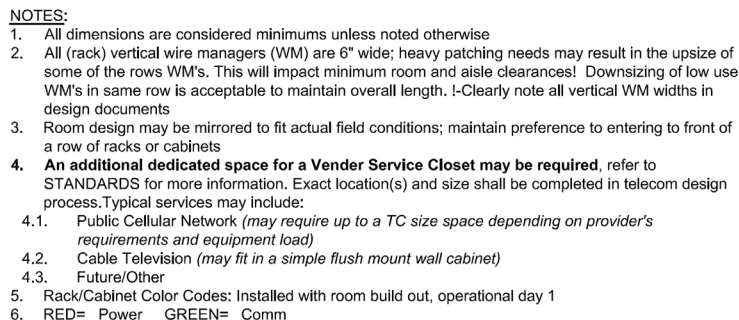 NOTES:
1. All dimensions are considered minimums unless noted otherwise
2. All (rack) vertical wire managers (WM) are 6" wide; heavy patching needs may result in the upsize of
some of the rows WM's. This will impact minimum room and aisle clearances! Downsizing of low use
WM's in same row is acceptable to maintain overall length. !-Clearly note all vertical WM widths in
design documents
3. Room design may be mirrored to fit actual field conditions; maintain preference to entering to front of
a row of racks or cabinets
4. An additional dedicated space for a Vender Service Closet may be required, refer to
STANDARDS for more information. Exact location(s) and size shall be completed in telecom design
process.Typical services may include:
4.1. Public Cellular Network (may require up to a TC size space depending on provider's
requirements and equipment load)
4.2. Cable Television (may fit in a simple flush mount wall cabinet)
4.3. Future/Other
5. Rack/Cabinet Color Codes: Installed with room build out, operational day 1
6. RED= Power GREEN= Comm